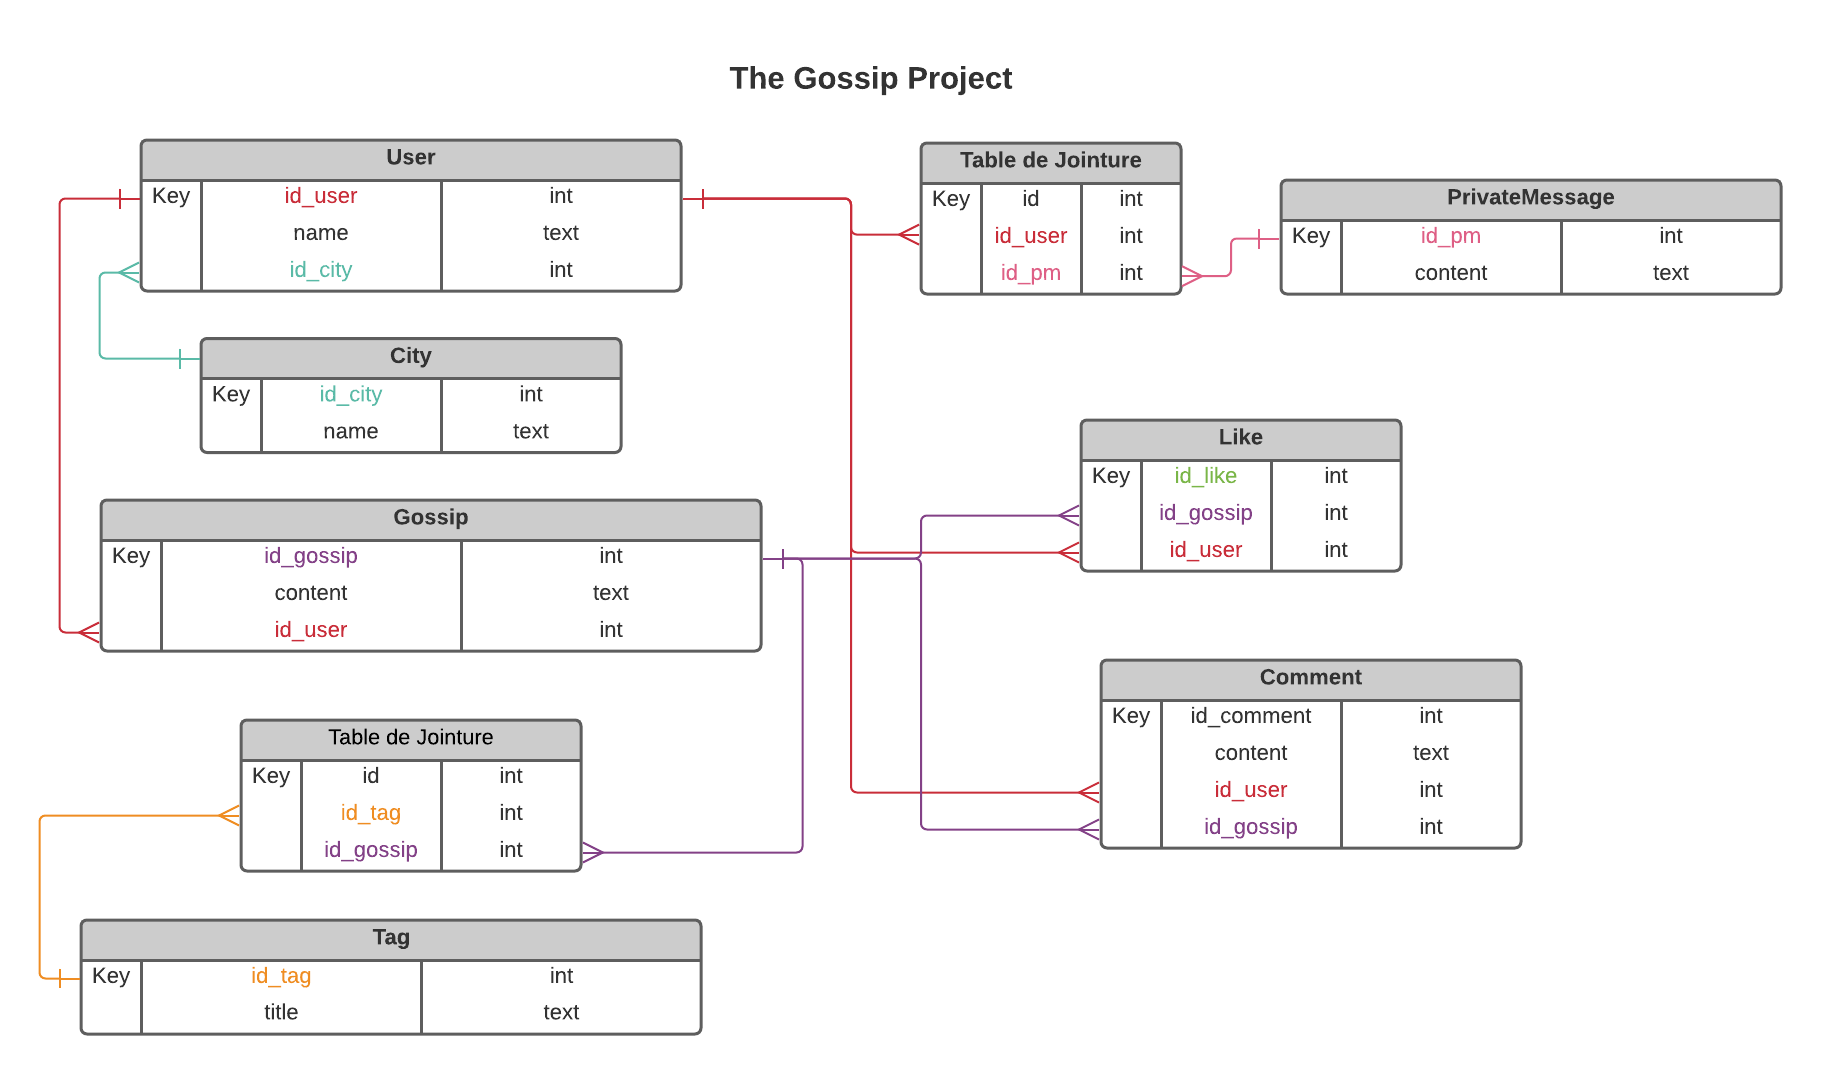 The Gossip Project
User
Key id_user int
name text
id_city int
City
Key id_city int
name text
Gossip
Key id_gossip int
content text
id_user int
Table de Jointure
Key id int
id_tag int
id_gossip int
Tag
Key id_tag int
title text
Table de Jointure
Key id int
id_user int
id_pm int
PrivateMessage
Key id_pm int
content text
Like
Key id_like int
id_gossip int
id_user int
Comment
Key id_comment int
content text
id_user int
id_gossip int